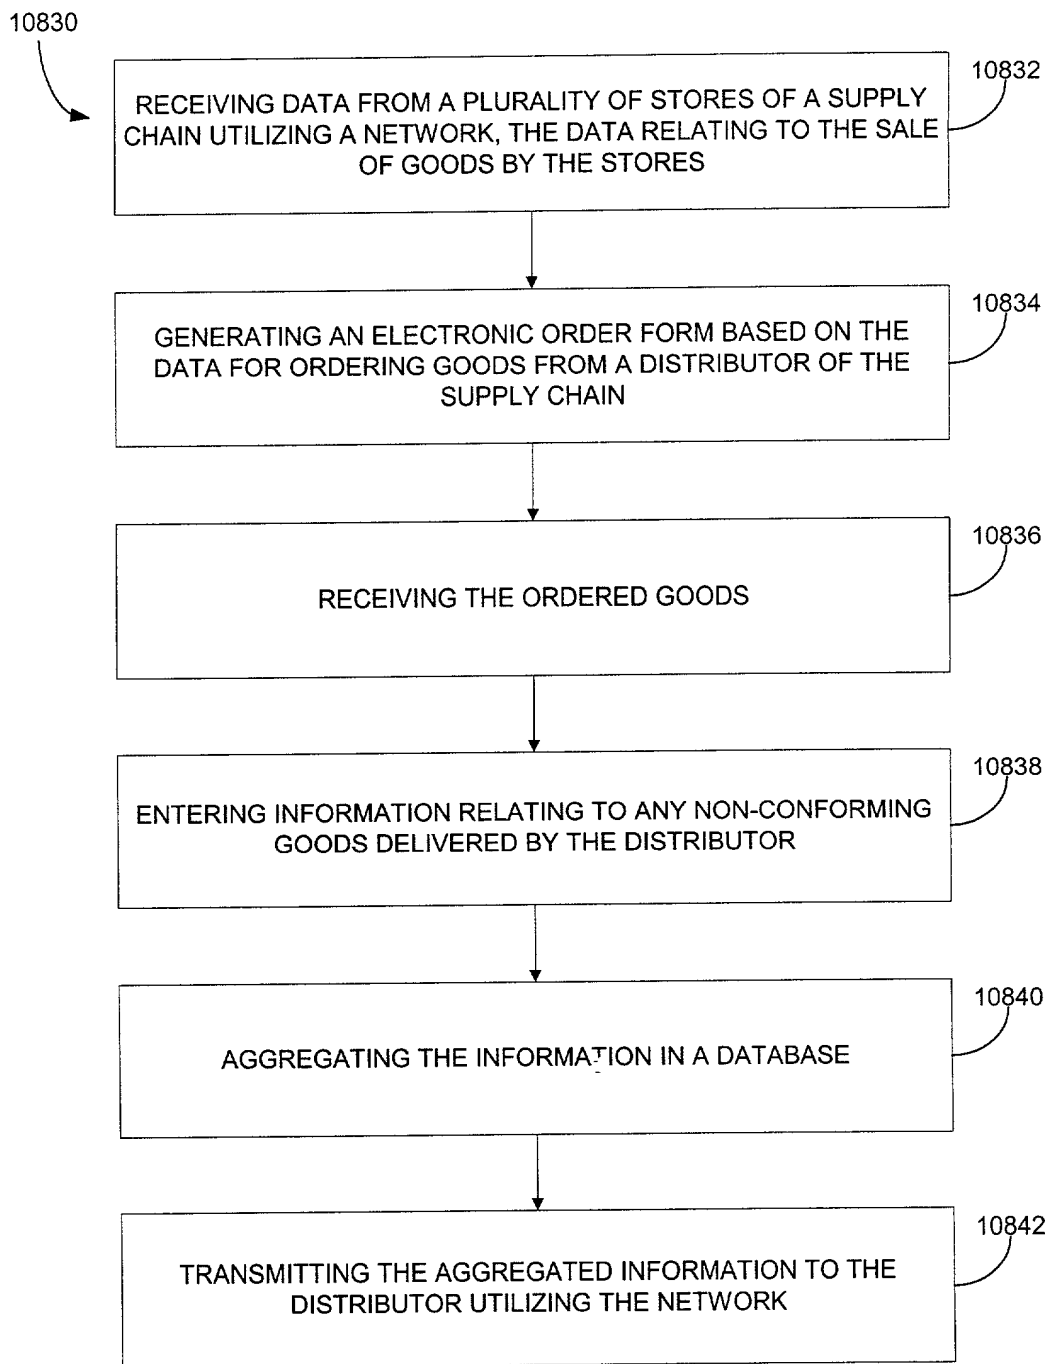 10830
10832
RECEIVING DATA FROM A PLURALITY OF STORES OF A SUPPLY
CHAIN UTILIZING A NETWORK, THE DATA RELATING TO THE SALE
OF GOODS BY THE STORES
10834
GENERATING AN ELECTRONIC ORDER FORM BASED ON THE
DATA FOR ORDERING GOODS FROM A DISTRIBUTOR OF THE
SUPPLY CHAIN
10836
RECEIVING THE ORDERED GOODS
10838
ENTERING INFORMATION RELATING TO ANY NON-CONFORMING
GOODS DELIVERED BY THE DISTRIBUTOR
10840
AGGREGATING THE INFORMATION IN A DATABASE
10842
TRANSMITTING THE AGGREGATED INFORMATION TO THE
DISTRIBUTOR UTILIZING THE NETWORK